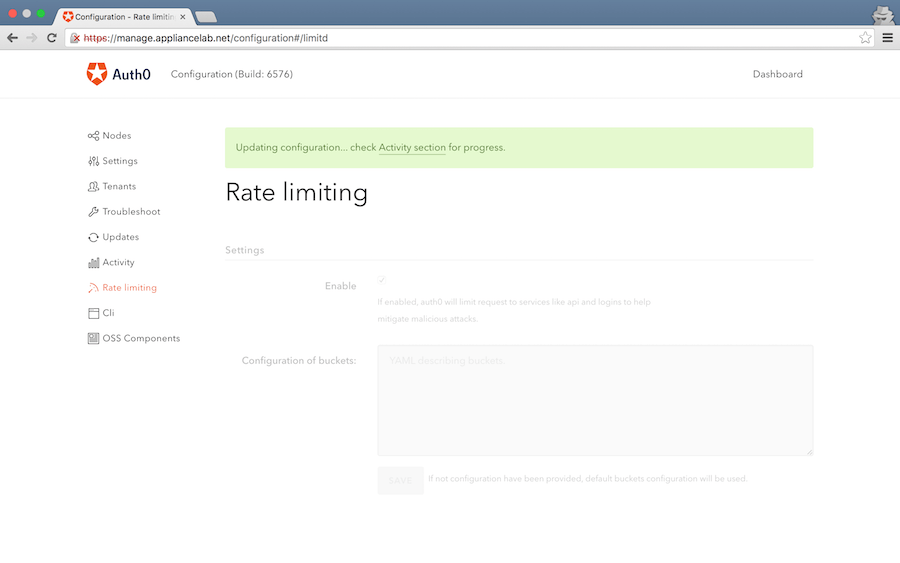 Configuration - Rate limitin
https://manage.appliancelab.net/configuration#/limitd
Auth0
Configuration (Build: 6576)
Dashboard
Nodes
Settings
Tenants
Troubleshoot
Updates
Activity
Rate limiting
Cli
OSS Components
Updating configuration... check Activity section for progress.
Rate limiting
Settings
Enable
If enabled, auth0 will limit request to services like api and logins to help
mitigate malicious attacks.
Configuration of buckets:
YAML describing buckets
SAVE
If not configuration have been provided, default buckets configuration will be used.